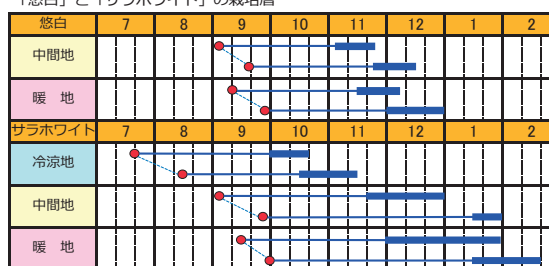 「悠白」と「サラホワイト」の栽培暦
悠白 7 8 9 10 11 12 1 2
中間地
暖 地
サラホワイト 7 8 9 10 11 12 1 2
冷涼地
中間地
暖 地